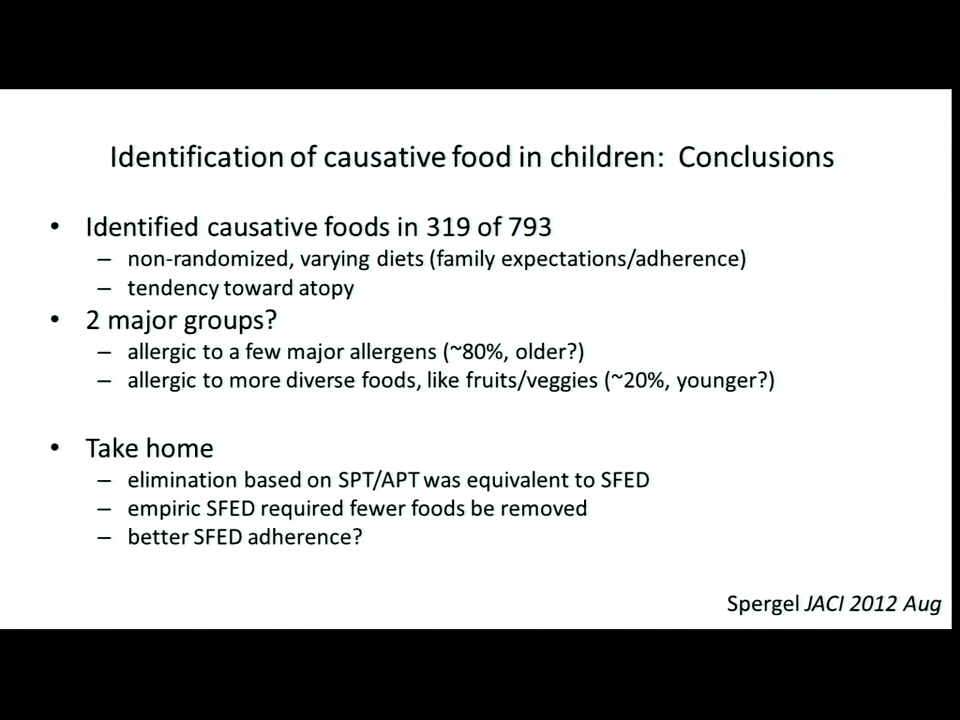 Identification of causative food in children: Conclusions
• Identified causative foods in 319 of 793
– non-randomized, varying diets (family expectations/adherence)
– tendency toward atopy
• 2 major groups?
– allergic to a few major allergens (~80%, older?)
– allergic to more diverse foods, like fruits/veggies (~20%, younger?)
• Take home
– elimination based on SPT/APT was equivalent to SFED
– empiric SFED required fewer foods be removed
– better SFED adherence?
Spergel JACI 2012 Aug